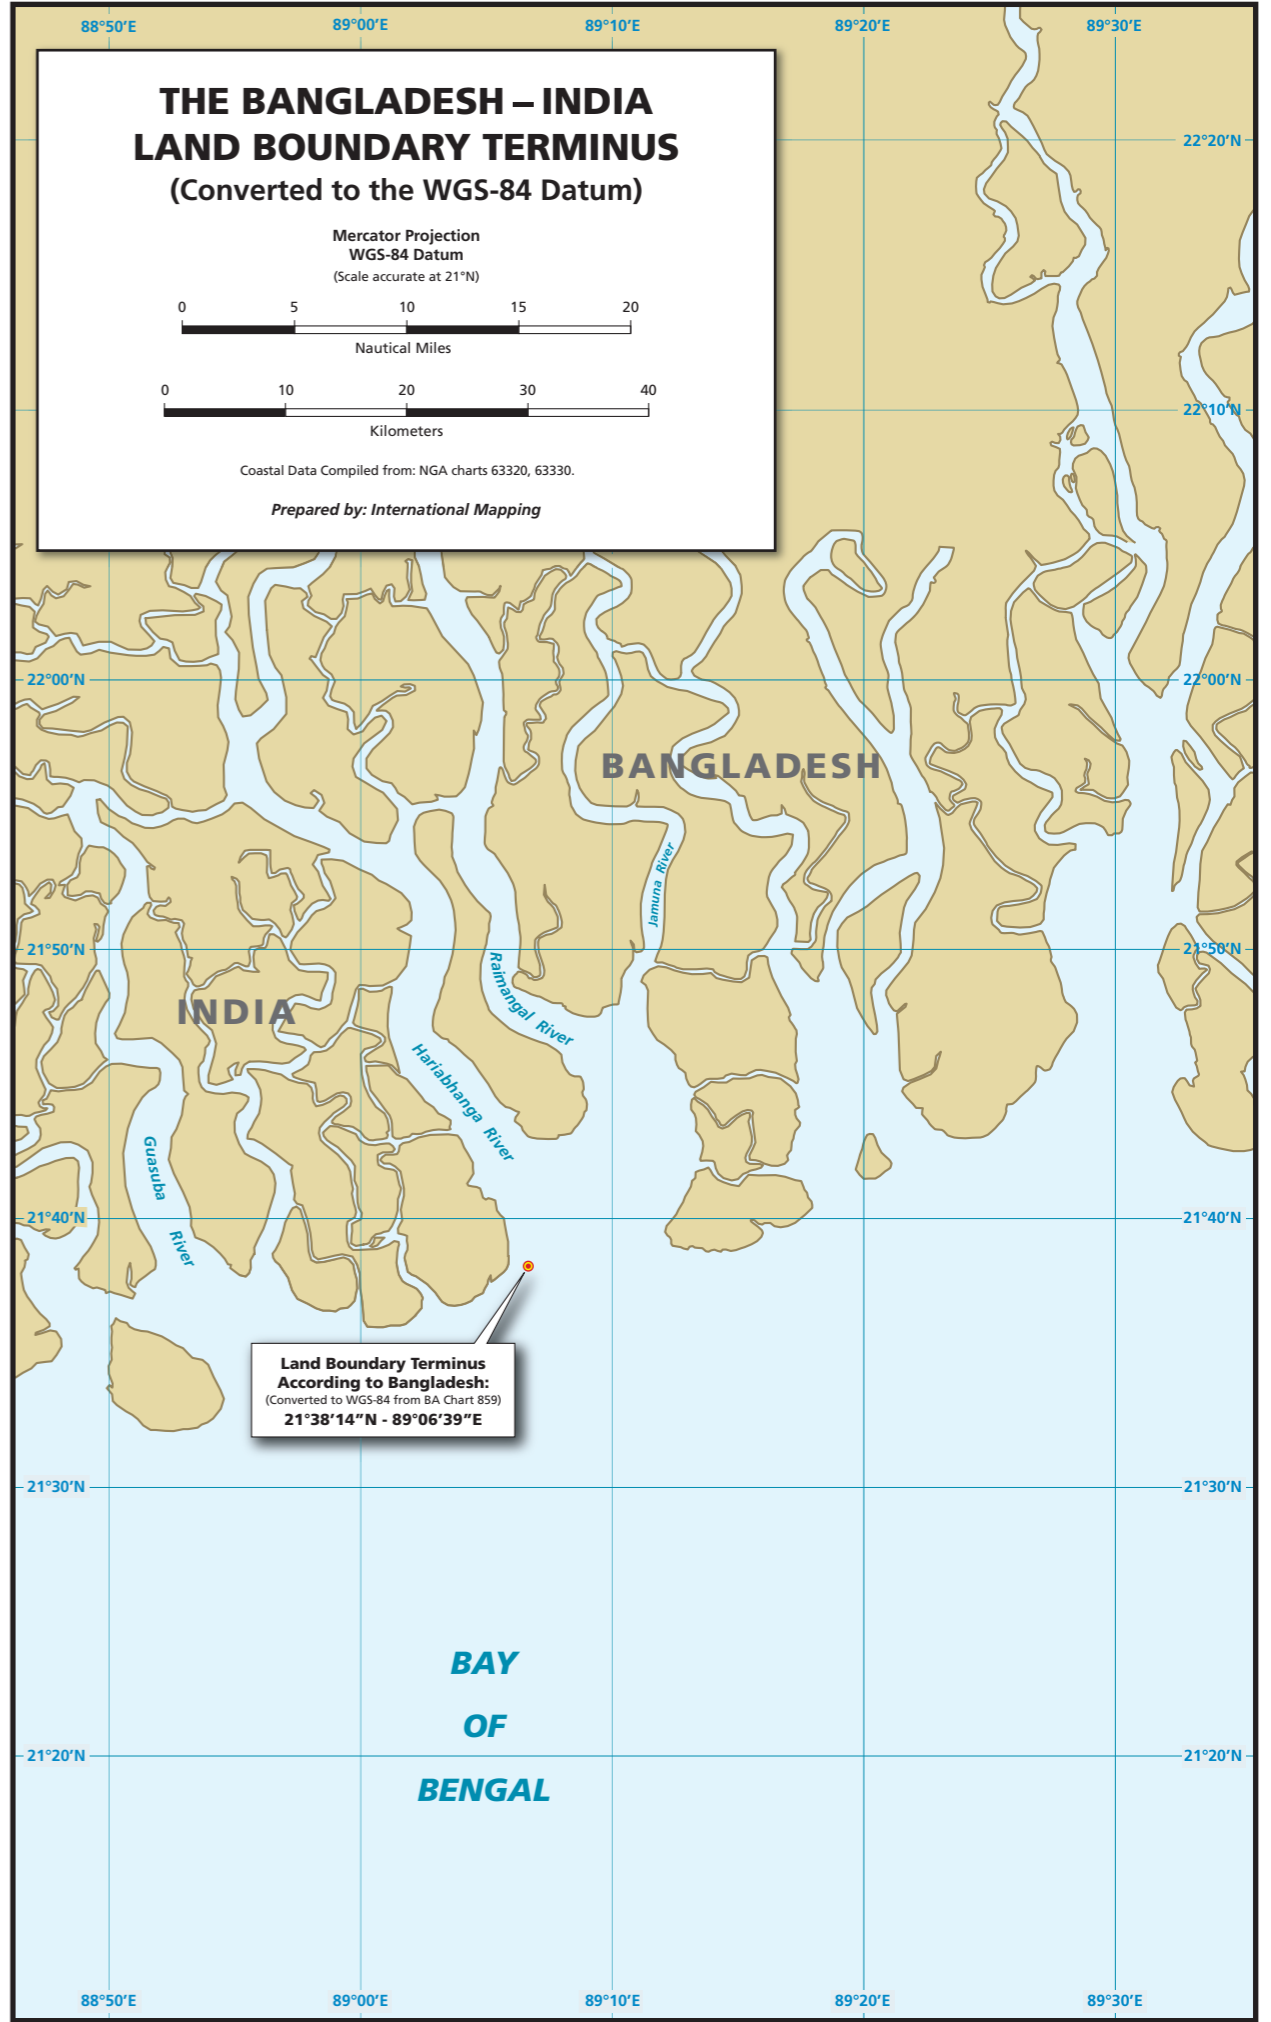 88°50’E
89°00’E
89°10’E
89°20’E
89°30’E
THE BANGLADESH – INDIA
LAND BOUNDARY TERMINUS
(Converted to the WGS-84 Datum)
Mercator Projection
WGS-84 Datum
(Scale accurate at 21°N)
0 5 10 15 20
Nautical Miles
0 10 20 30 40
Kilometers
Coastal Data Compiled from: NGA charts 63320, 63330.
Prepared by: International Mapping
22°20’N
22°10’N
22°00’N
22°00’N
BANGLADESH
Jamuna River
21°50’N
21°50’N
Raimangal River
INDIA
Hariabhanga River
Guasuba
River
21°40’N
21°40’N
Land Boundary Terminus
According to Bangladesh:
(Converted to WGS-84 from BA Chart 859)
21°38’14”N - 89°06’39”E
21°30’N
21°30’N
BAY
OF
BENGAL
21°20’N
21°20’N
88°50’E
89°00’E
89°10’E
89°20’E
89°30’E